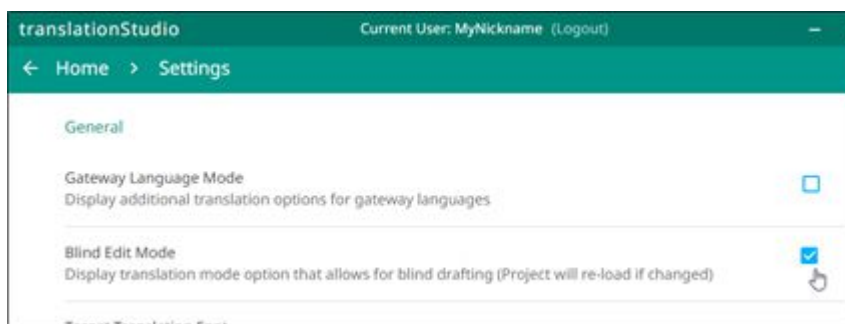 translationStudio Current User: MyNickname (Logout)
← Home > Settings
General
Gateway Language Mode
Display additional translation options for gateway languages
Blind Edit Mode
Display translation mode option that allows for blind drafting (Project will re-load if changed)